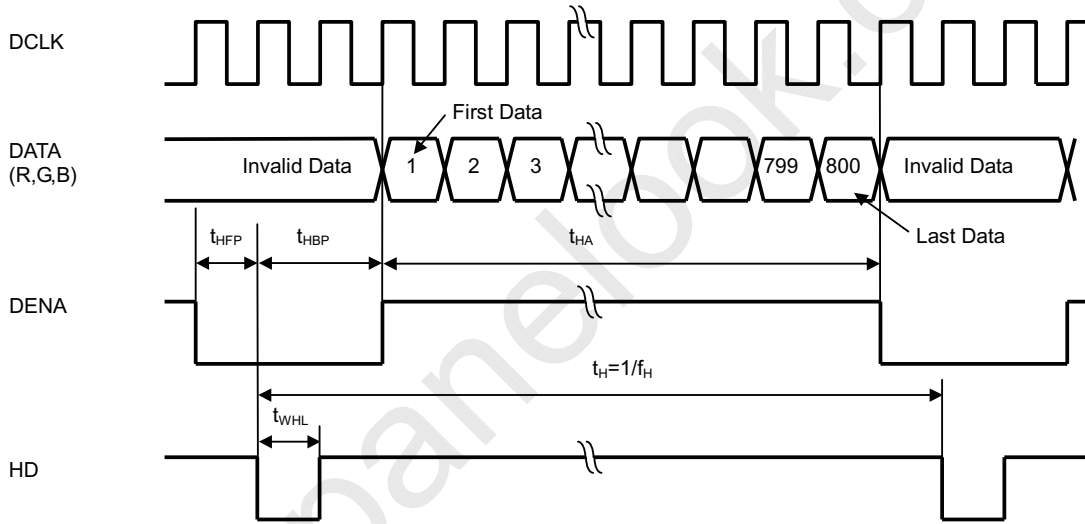 DCLK
First Data
DATA
(R,G,B)
Invalid Data 1 2 3 799 800 Invalid Data
tHFP tHBP tHA
Last Data
DENA
tH=1/fH
tWHL
HD
panelook.c